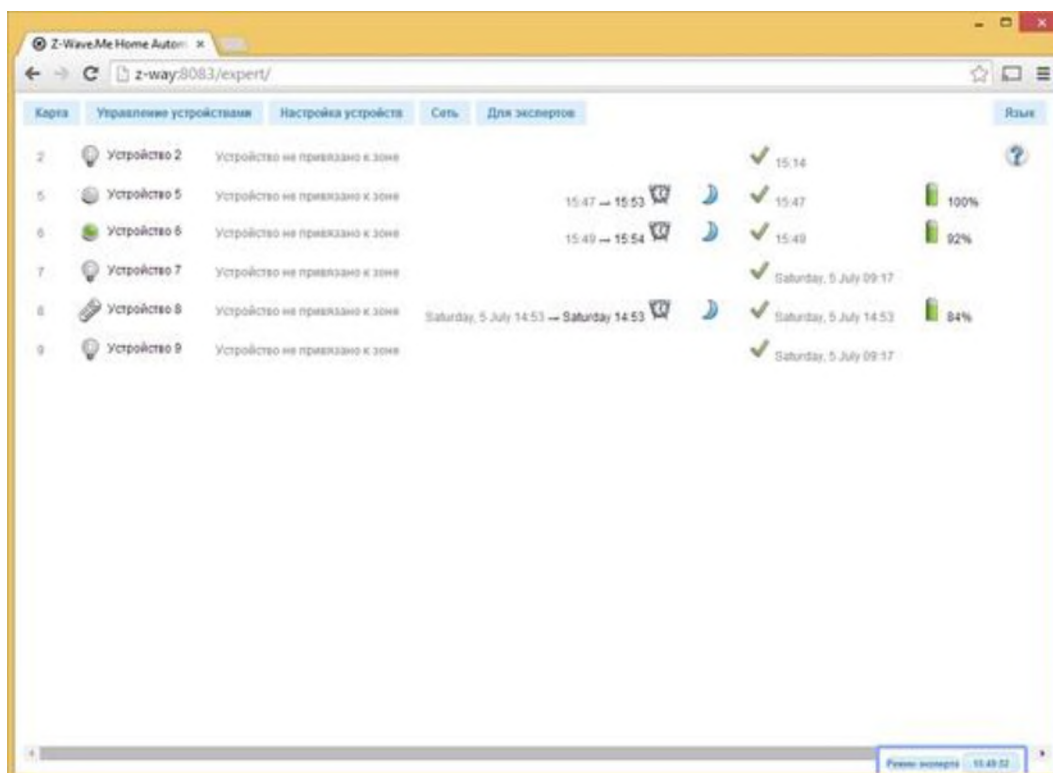 Z-Wave.Me Home Autom
z-way:8083/expert/
Карта Управление устройствами Настройка устройств Сеть Для экспертов Язык
2 Устройство 2 Устройство не привязано к зоне 15:14
5 Устройство 5 Устройство не привязано к зоне 15:47 → 15:53 15:47 100%
6 Устройство 6 Устройство не привязано к зоне 15:49 → 15:54 15:49 92%
7 Устройство 7 Устройство не привязано к зоне Saturday, 5 July 09:17
8 Устройство 8 Устройство не привязано к зоне Saturday, 5 July 14:53 → Saturday 14:53 Saturday, 5 July 14:53 84%
9 Устройство 9 Устройство не привязано к зоне Saturday, 5 July 09:17
Режим эксперта